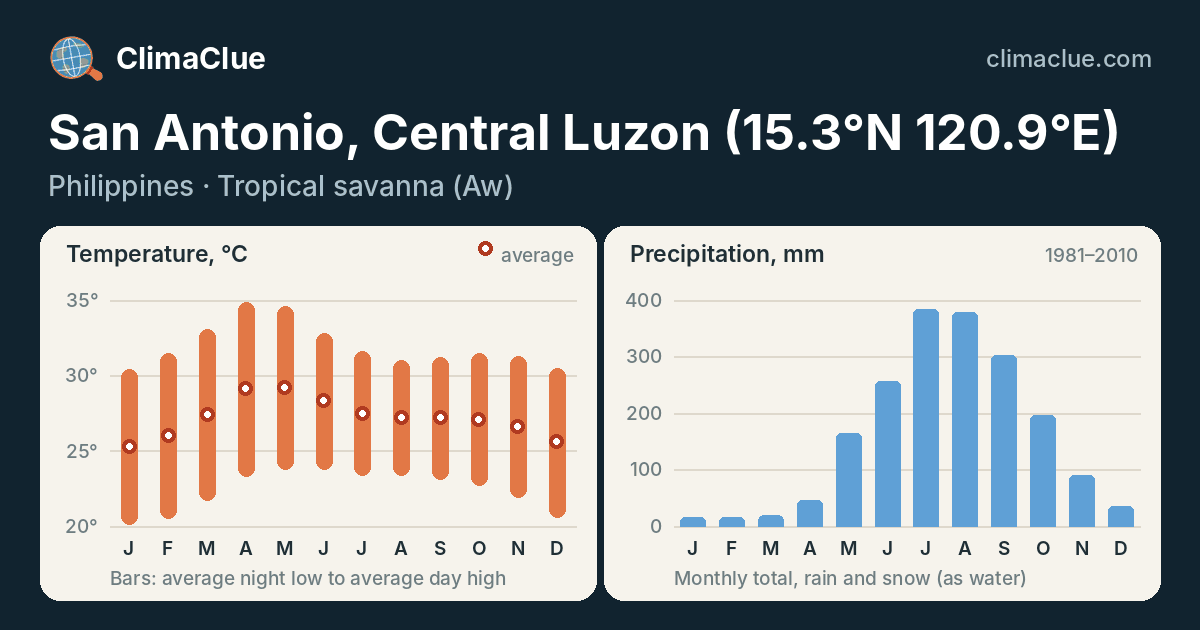 ClimaClue
climaclue.com
San Antonio, Central Luzon (15.3°N 120.9°E)
Philippines · Tropical savanna (Aw)
Temperature, °C
average
35°
30°
25°
20°
J F M A M J J A S O N D
Bars: average night low to average day high
Precipitation, mm
1981–2010
400
300
200
100
0
J F M A M J J A S O N D
Monthly total, rain and snow (as water)